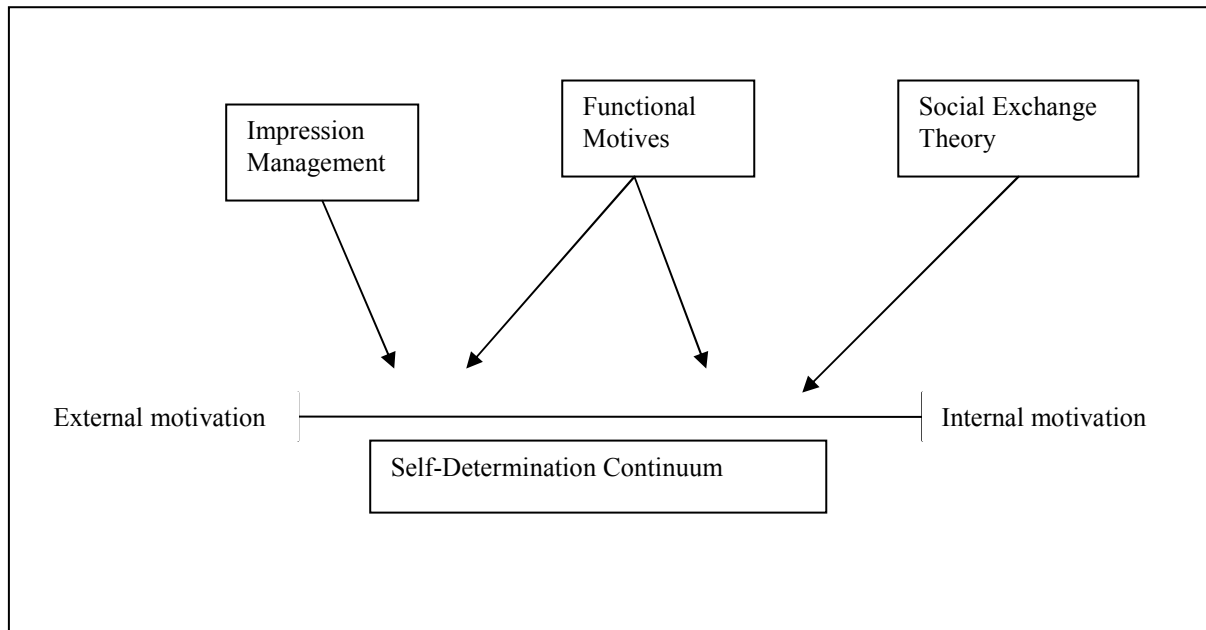 Impression
Management
Functional
Motives
Social Exchange
Theory
External motivation
Internal motivation
Self-Determination Continuum